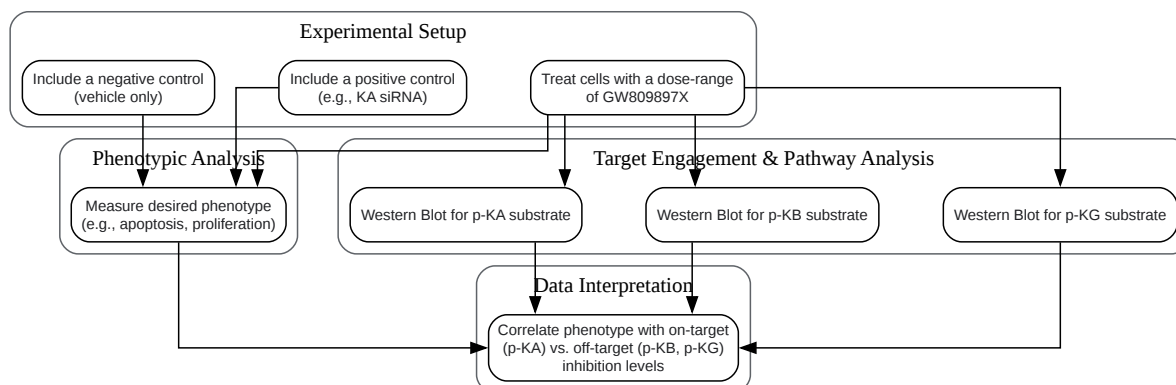 Experimental Setup
Include a negative control
(vehicle only)
Include a positive control
(e.g., KA siRNA)
Treat cells with a dose-range
of GW809897X
Phenotypic Analysis
Target Engagement & Pathway Analysis
Measure desired phenotype
(e.g., apoptosis, proliferation)
Western Blot for p-KA substrate
Western Blot for p-KB substrate
Western Blot for p-KG substrate
Data Interpretation
Correlate phenotype with on-target
(p-KA) vs. off-target (p-KB, p-KG)
inhibition levels